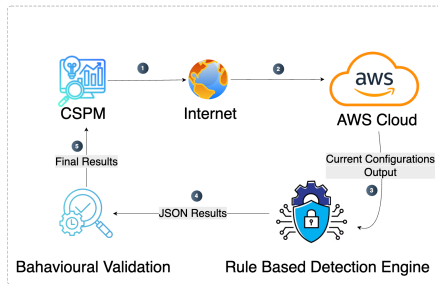 1
2
aws
CSPM
Internet
AWS Cloud
5
Final Results
Current Configurations
Output
3
4
JSON Results
Bahavioural Validation
Rule Based Detection Engine